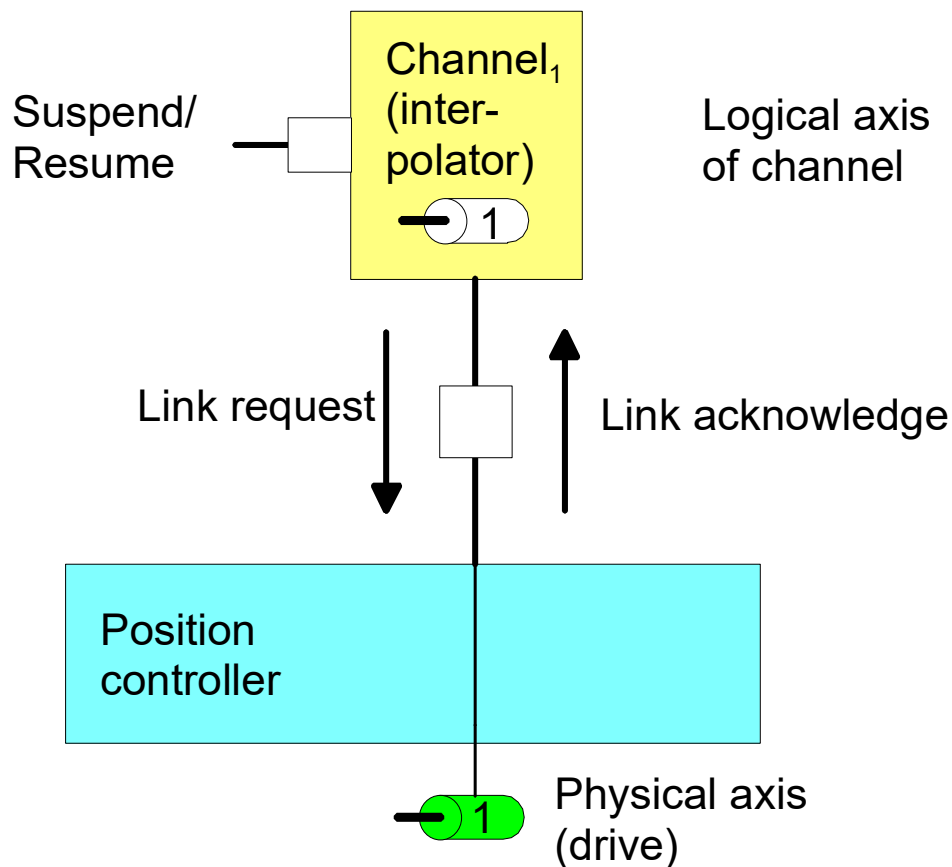 Channel₁
(inter-
polator)
1
Suspend/
Resume
Logical axis
of channel
Link request
Link acknowledge
Position
controller
1
Physical axis
(drive)